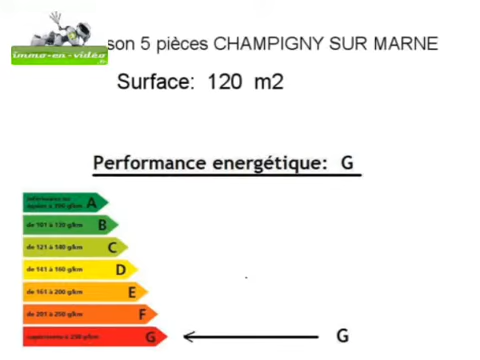 immo-en-vidéo
son 5 pièces CHAMPIGNY SUR MARNE
Surface: 120 m2
Performance energétique: G
A
de 101 à 120 g/km B
de 121 à 140 g/km C
de 141 à 160 g/km D
de 161 à 200 g/km E
de 201 à 250 g/km F
G
G